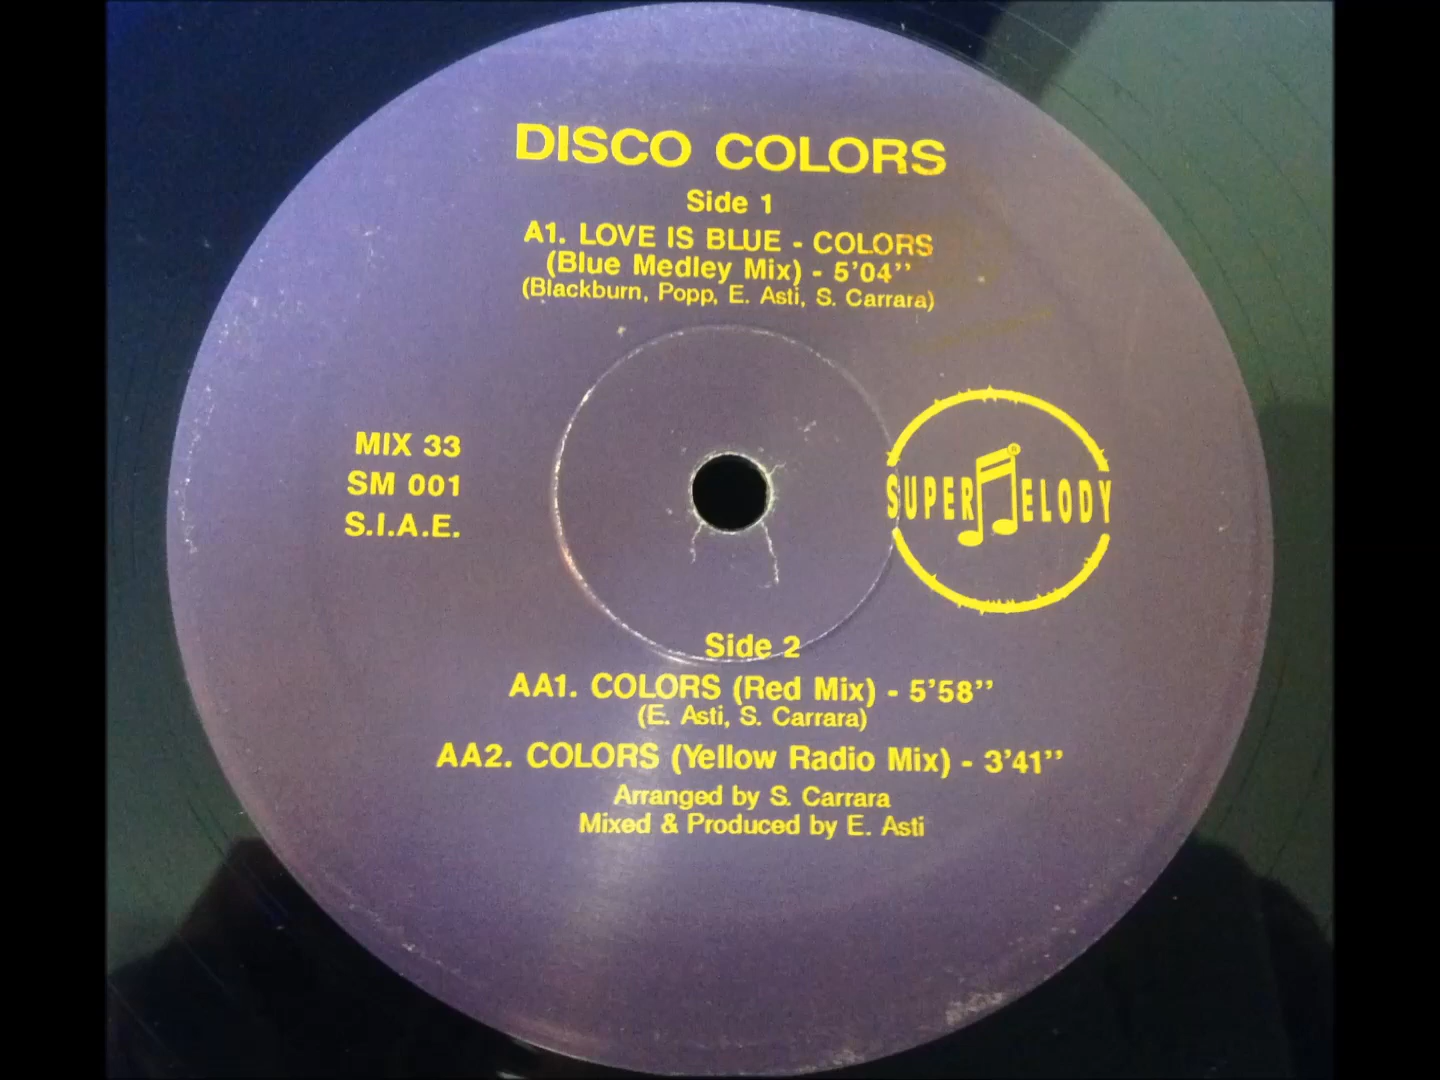 DISCO COLORS
Side 1
A1. LOVE IS BLUE - COLORS
(Blue Medley Mix) - 5'04''
(Blackburn, Popp, E. Asti, S. Carrara)
MIX 33
SM 001
S.I.A.E.
SUPER MELODY ®
Side 2
AA1. COLORS (Red Mix) - 5'58''
(E. Asti, S. Carrara)
AA2. COLORS (Yellow Radio Mix) - 3'41''
Arranged by S. Carrara
Mixed & Produced by E. Asti